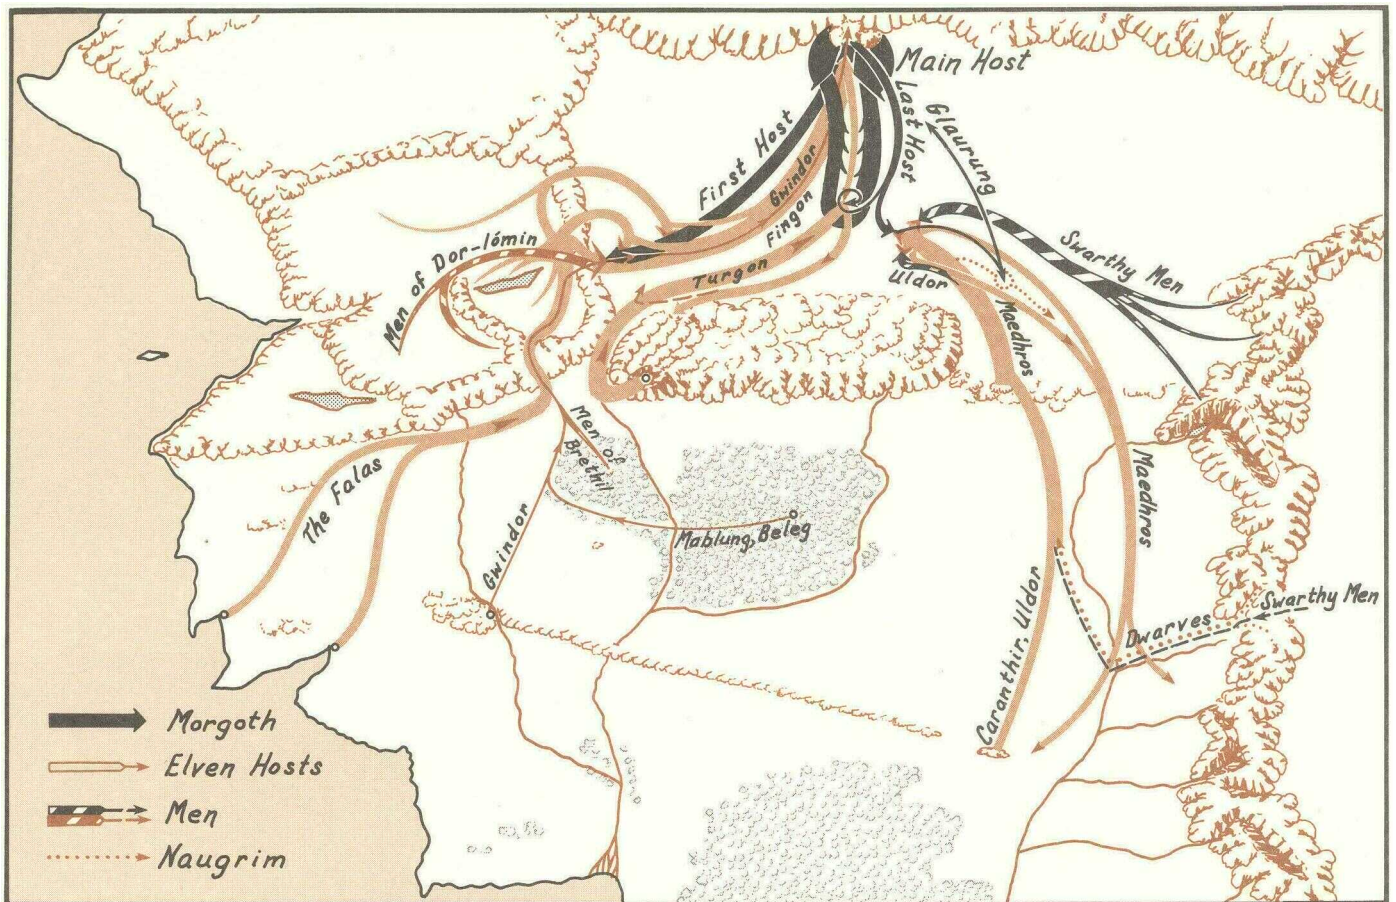 Main Host
Last Host
Glaurung
First Host
Gwindor
Fingon
Turgon
Men of Dor-lómin
Swarthy Men
Uldor
Maedhros
Men of
Brethil
The Falas
Gwindor
Mablung, Beleg
Maedhros
Caranthir, Uldor
Dwarves
Swarthy Men
Morgoth
Elven Hosts
Men
Naugrim